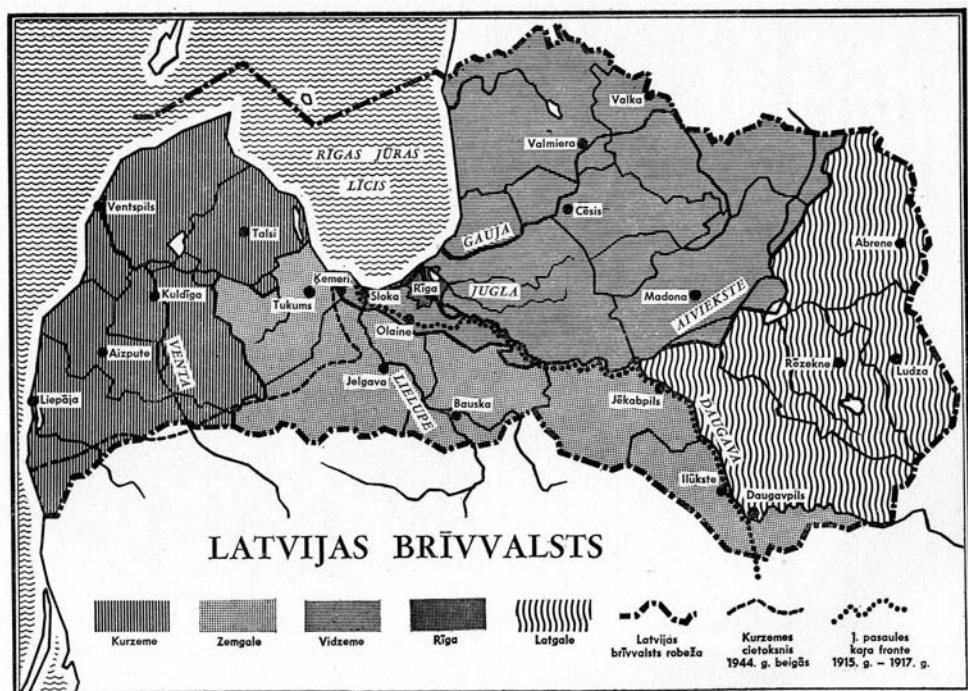 Valka
Valmiera
RĪGAS JŪRAS
LĪCIS
Ventspils
Cēsis
Talsi
GAUJA
Abrene
Ķemeri
Rīga
Kuldīga
Tukums
Sloka
JUGLA
Madona
AIVIEKSTE
Olaine
Aizpute
VENTA
Rēzekne
Ludza
Jelgava
LIELUPE
Jēkabpils
Liepāja
Bauska
DAUGAVA
Ilūkste
Daugavpils
LATVIJAS BRĪVVALSTS
Kurzeme
Zemgale
Vidzeme
Rīga
Latgale
Latvijas
brīvvalsts robeža
Kurzemes
cietoksnis
1944. g. beigās
1. pasaules
kaŗa fronte
1915. g. – 1917. g.